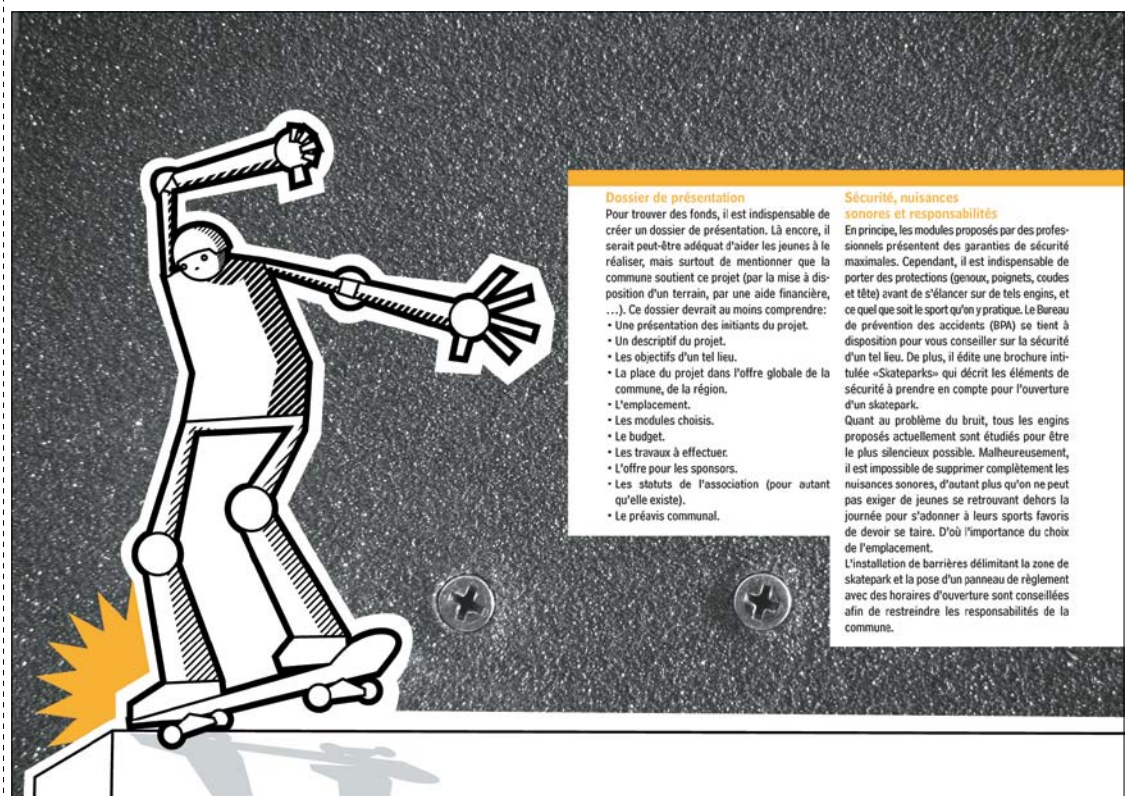 Dossier de présentation
Pour trouver des fonds, il est indispensable de
créer un dossier de présentation. Là encore, il
serait peut-être adéquat d'aider les jeunes à le
réaliser, mais surtout de mentionner que la
commune soutient ce projet (par la mise à dis-
position d'un terrain, par une aide financière,
…). Ce dossier devrait au moins comprendre:
• Une présentation des initiants du projet.
• Un descriptif du projet.
• Les objectifs d'un tel lieu.
• La place du projet dans l'offre globale de la
commune, de la région.
• L'emplacement.
• Les modules choisis.
• Le budget.
• Les travaux à effectuer.
• L'offre pour les sponsors.
• Les statuts de l'association (pour autant
qu'elle existe).
• Le préavis communal.
Sécurité, nuisances
sonores et responsabilités
En principe, les modules proposés par des profes-
sionnels présentent des garanties de sécurité
maximales. Cependant, il est indispensable de
porter des protections (genoux, poignets, coudes
et tête) avant de s'élancer sur de tels engins, et
ce quel que soit le sport qu'on y pratique. Le Bureau
de prévention des accidents (BPA) se tient à
disposition pour vous conseiller sur la sécurité
d'un tel lieu. De plus, il édite une brochure inti-
tulée «Skateparks» qui décrit les éléments de
sécurité à prendre en compte pour l'ouverture
d'un skatepark.
Quant au problème du bruit, tous les engins
proposés actuellement sont étudiés pour être
le plus silencieux possible. Malheureusement,
il est impossible de supprimer complètement les
nuisances sonores, d'autant plus qu'on ne peut
pas exiger de jeunes se retrouvant dehors la
journée pour s'adonner à leurs sports favoris
de devoir se taire. D'où l'importance du choix
de l'emplacement.
L'installation de barrières délimitant la zone de
skatepark et la pose d'un panneau de règlement
avec des horaires d'ouverture sont conseillées
afin de restreindre les responsabilités de la
commune.